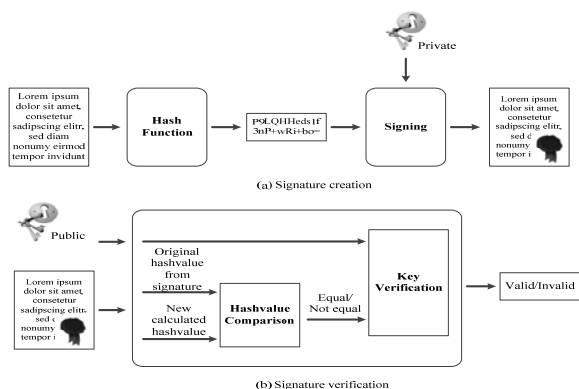 Private
Lorem ipsum
dolor sit amet,
consetetur
sadipscing elitr,
sed diam
nonumy eirmod
tempor invidunt
Hash
Function
P9LQHHeds1f
3nP+wRi+bo=
Signing
Lorem ipsum
dolor sit amet,
consetetur
sadipscing elitr,
sed d
nonumy
tempor i
(a) Signature creation
Public
Lorem ipsum
dolor sit amet,
consetetur
sadipscing elitr,
sed d
nonumy
tempor i
Original
hashvalue
from
signature
New
calculated
hashvalue
Hashvalue
Comparison
Equal/
Not equal
Key
Verification
Valid/Invalid
(b) Signature verification